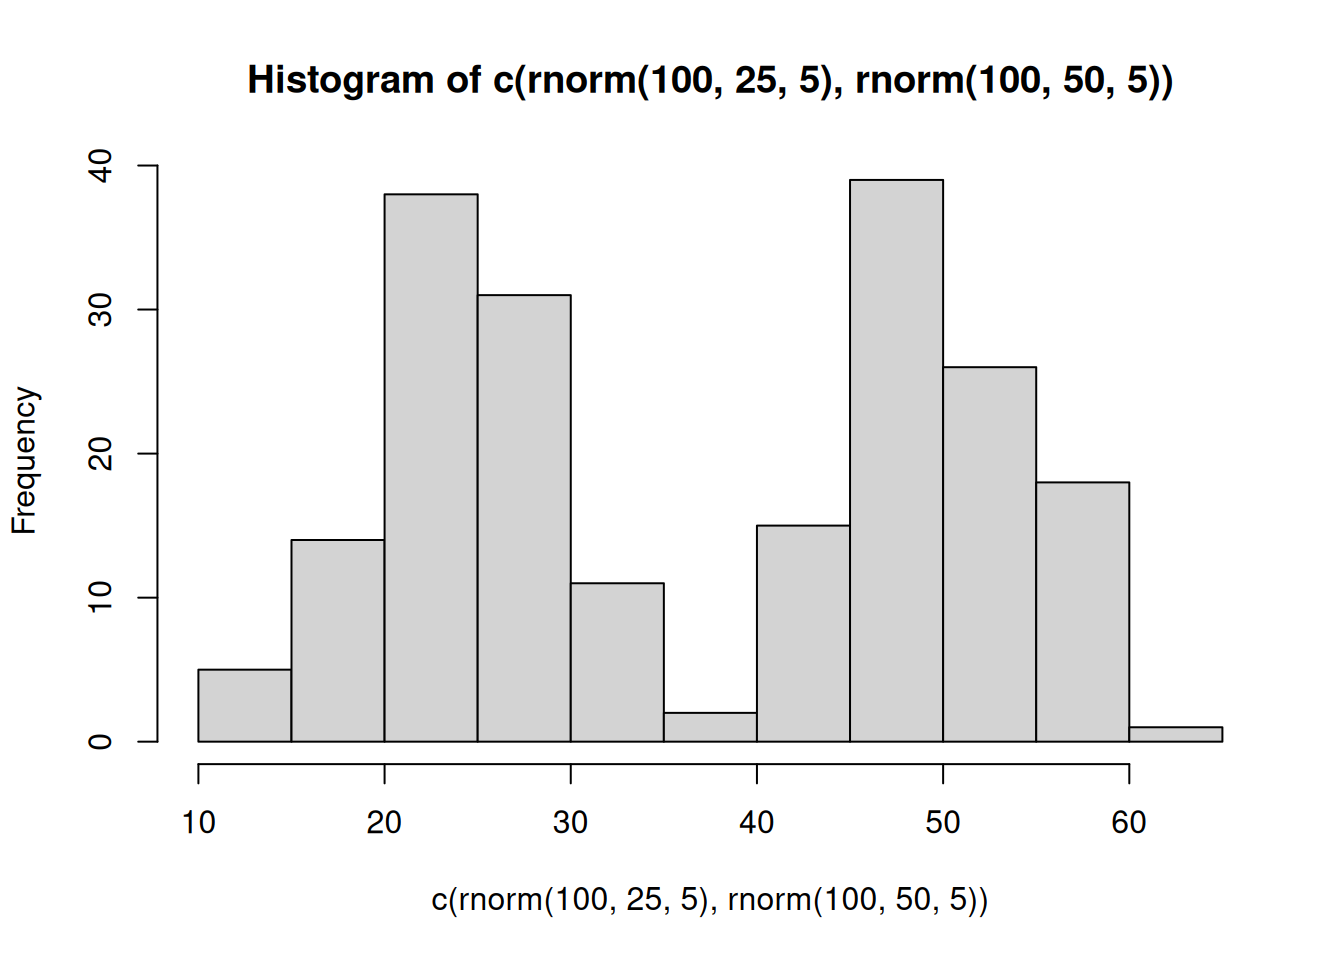 Histogram of c(rnorm(100, 25, 5), rnorm(100, 50, 5))
Frequency
40
30
20
10
0
10 20 30 40 50 60
c(rnorm(100, 25, 5), rnorm(100, 50, 5))